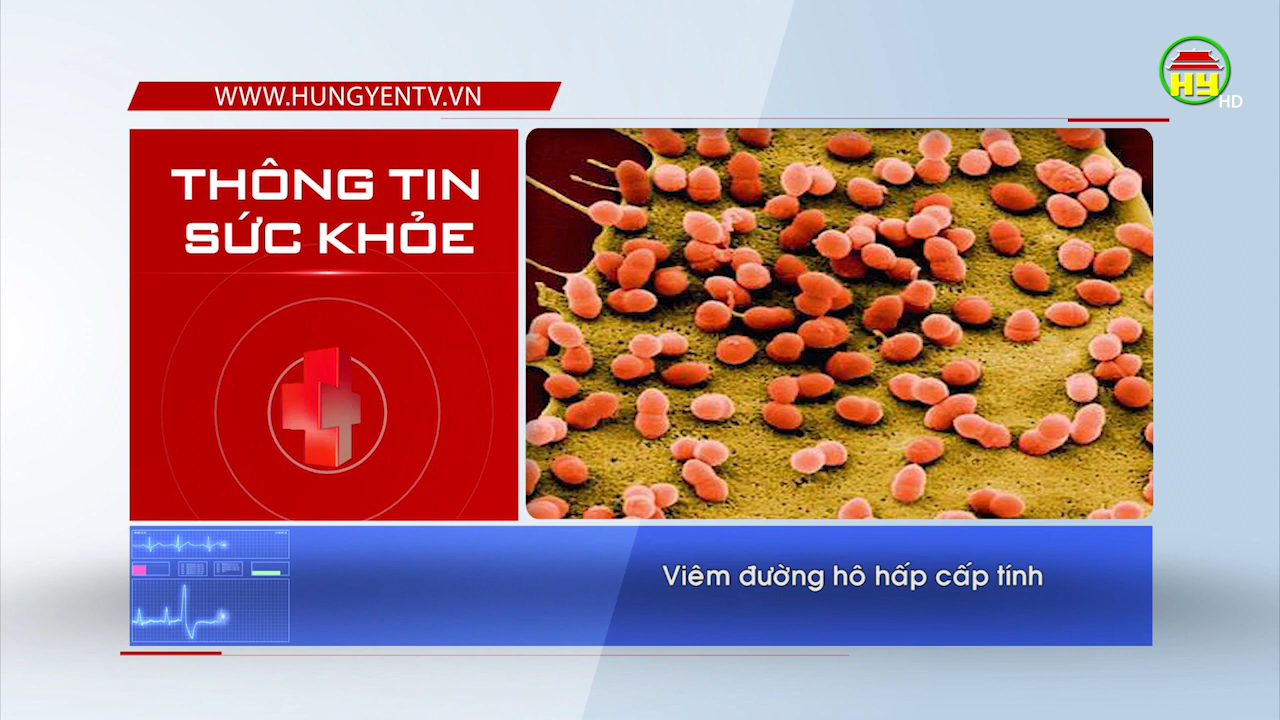 WWW.HUNGYENTV.VN
HY
HD
THÔNG TIN
SỨC KHỎE
Viêm đường hô hấp cấp tính